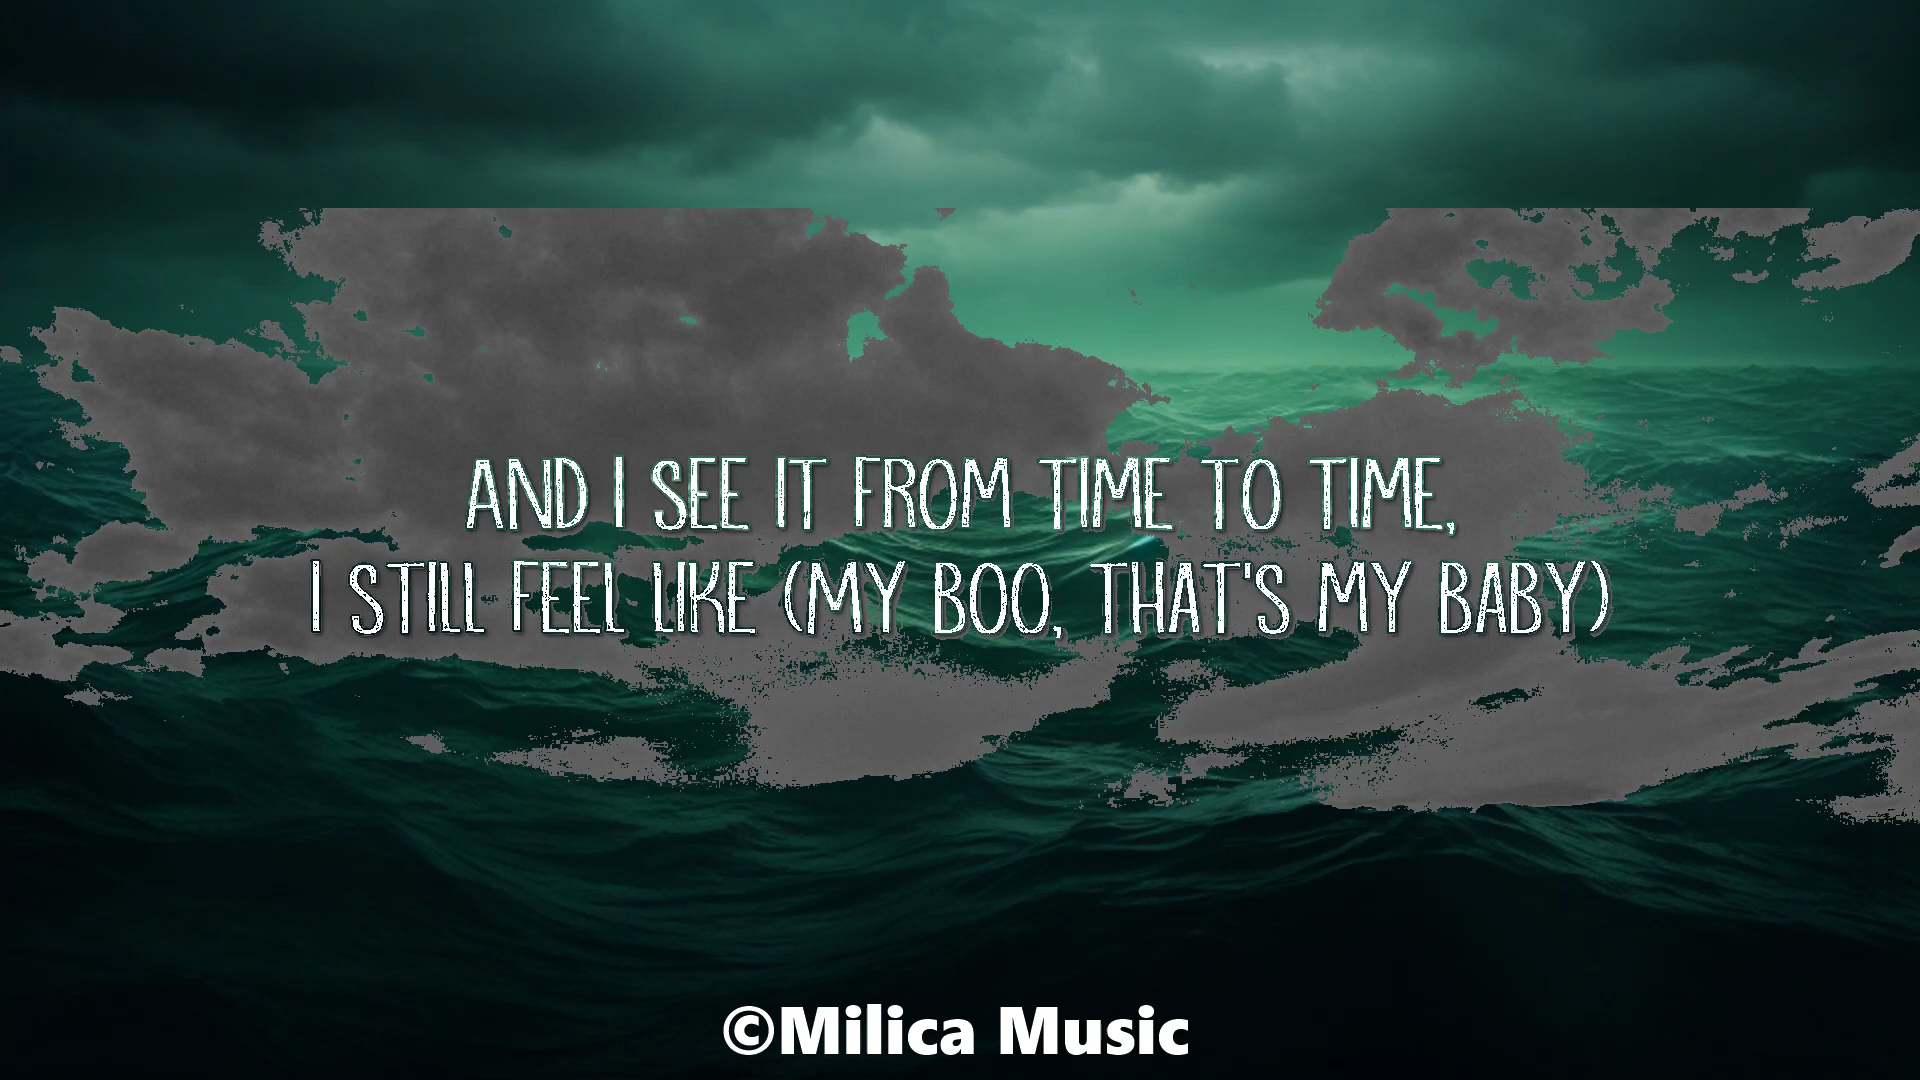 AND I SEE IT FROM TIME TO TIME,
I STILL FEEL LIKE (MY BOO, THAT'S MY BABY)
©Milica Music